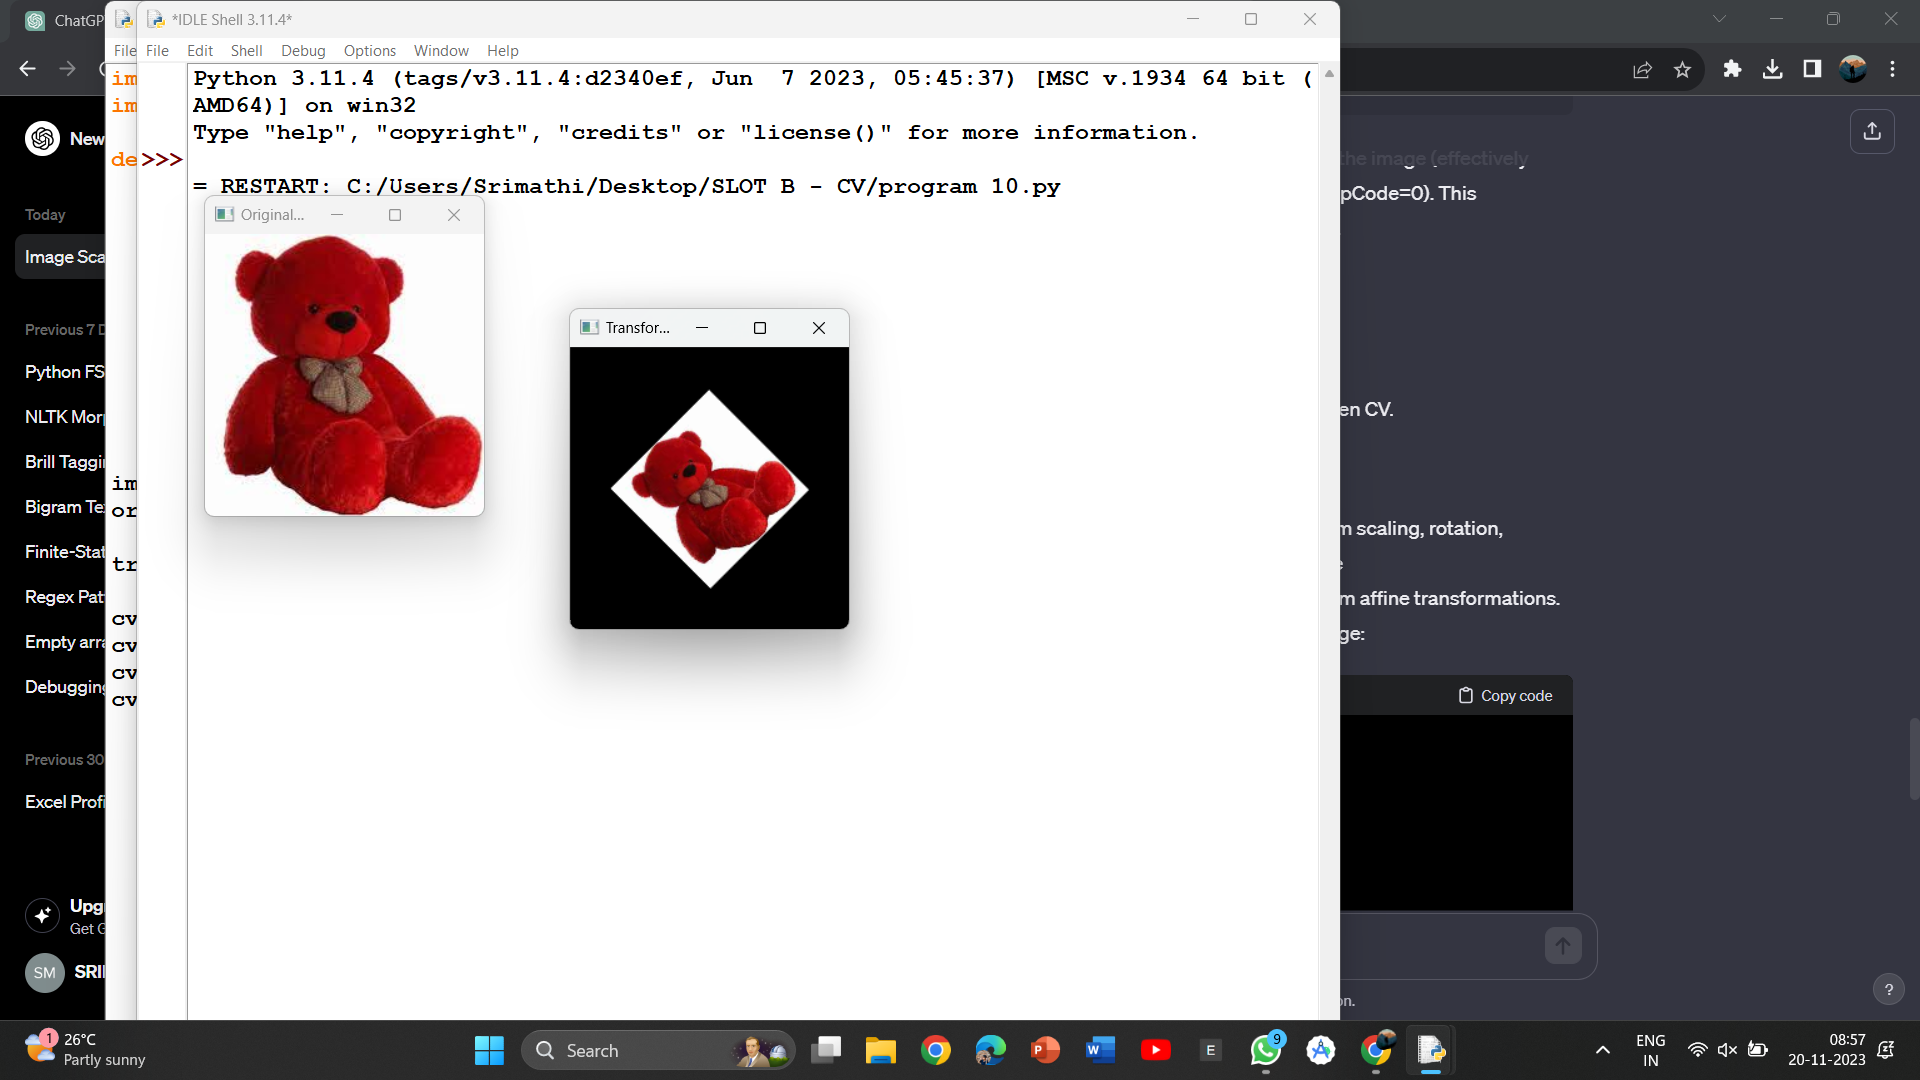 ChatGP
*IDLE Shell 3.11.4*
File
File Edit Shell Debug Options Window Help
im
im
de
Python 3.11.4 (tags/v3.11.4:d2340ef, Jun  7 2023, 05:45:37) [MSC v.1934 64 bit (
AMD64)] on win32
Type "help", "copyright", "credits" or "license()" for more information.
>>>
= RESTART: C:/Users/Srimathi/Desktop/SLOT B - CV/program 10.py
Original...
Transfor...
New
Today
Image Sca
Previous 7 D
Python FS
NLTK Mor
Brill Taggi
Bigram Te
Finite-Stat
Regex Pat
Empty arra
Debugging
Previous 30
Excel Profi
Upg
Get G
SM SRI
im
or
tr
cv
cv
cv
cv
the image (effectively
pCode=0). This
en CV.
m scaling, rotation,
e
m affine transformations.
ge:
Copy code
on.
?
1
26°C
Partly sunny
Search
P
W
E
9
ENG
IN
08:57
20-11-2023